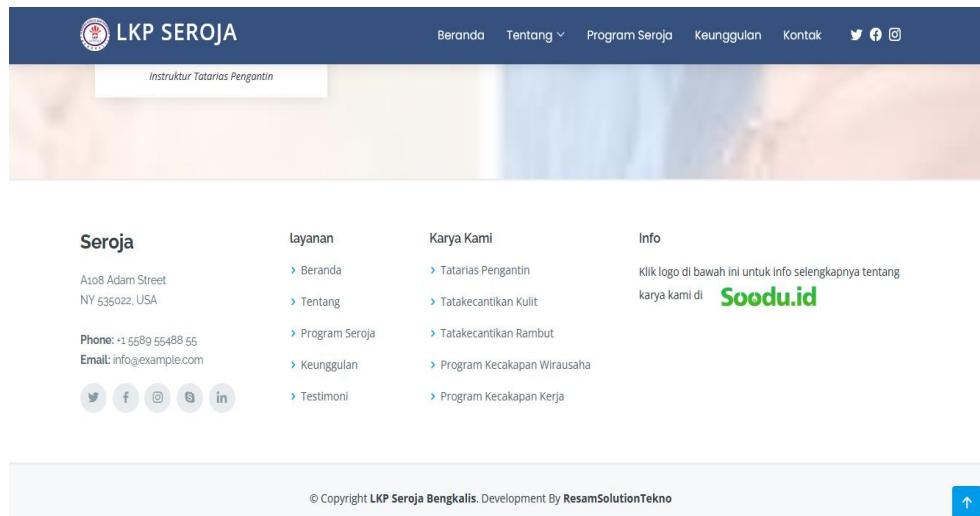 LKP SEROJA
Beranda Tentang Program Seroja Keunggulan Kontak
Instruktur Tatarias Pengantin
Seroja
A108 Adam Street
NY 535022, USA
Phone: +1 5589 55488 55
Email: info@example.com
layanan
Beranda
Tentang
Program Seroja
Keunggulan
Testimoni
Karya Kami
Tatarias Pengantin
Tatakecantikan Kulit
Tatakecantikan Rambut
Program Kecakapan Wirausaha
Program Kecakapan Kerja
Info
Klik logo di bawah ini untuk info selengkapnya tentang
karya kami di Soodu.id
© Copyright LKP Seroja Bengkalis. Development By ResamSolutionTekno